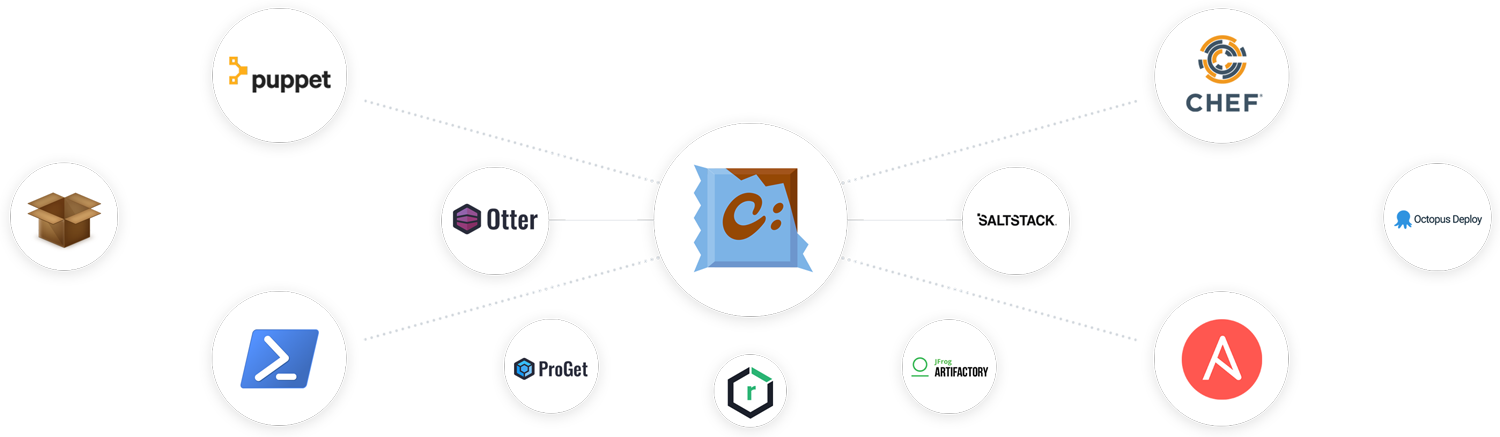 puppet
CHEF®
Otter
C:
SALTSTACK.
Octopus Deploy
ProGet
r
JFrog
ARTIFACTORY
A